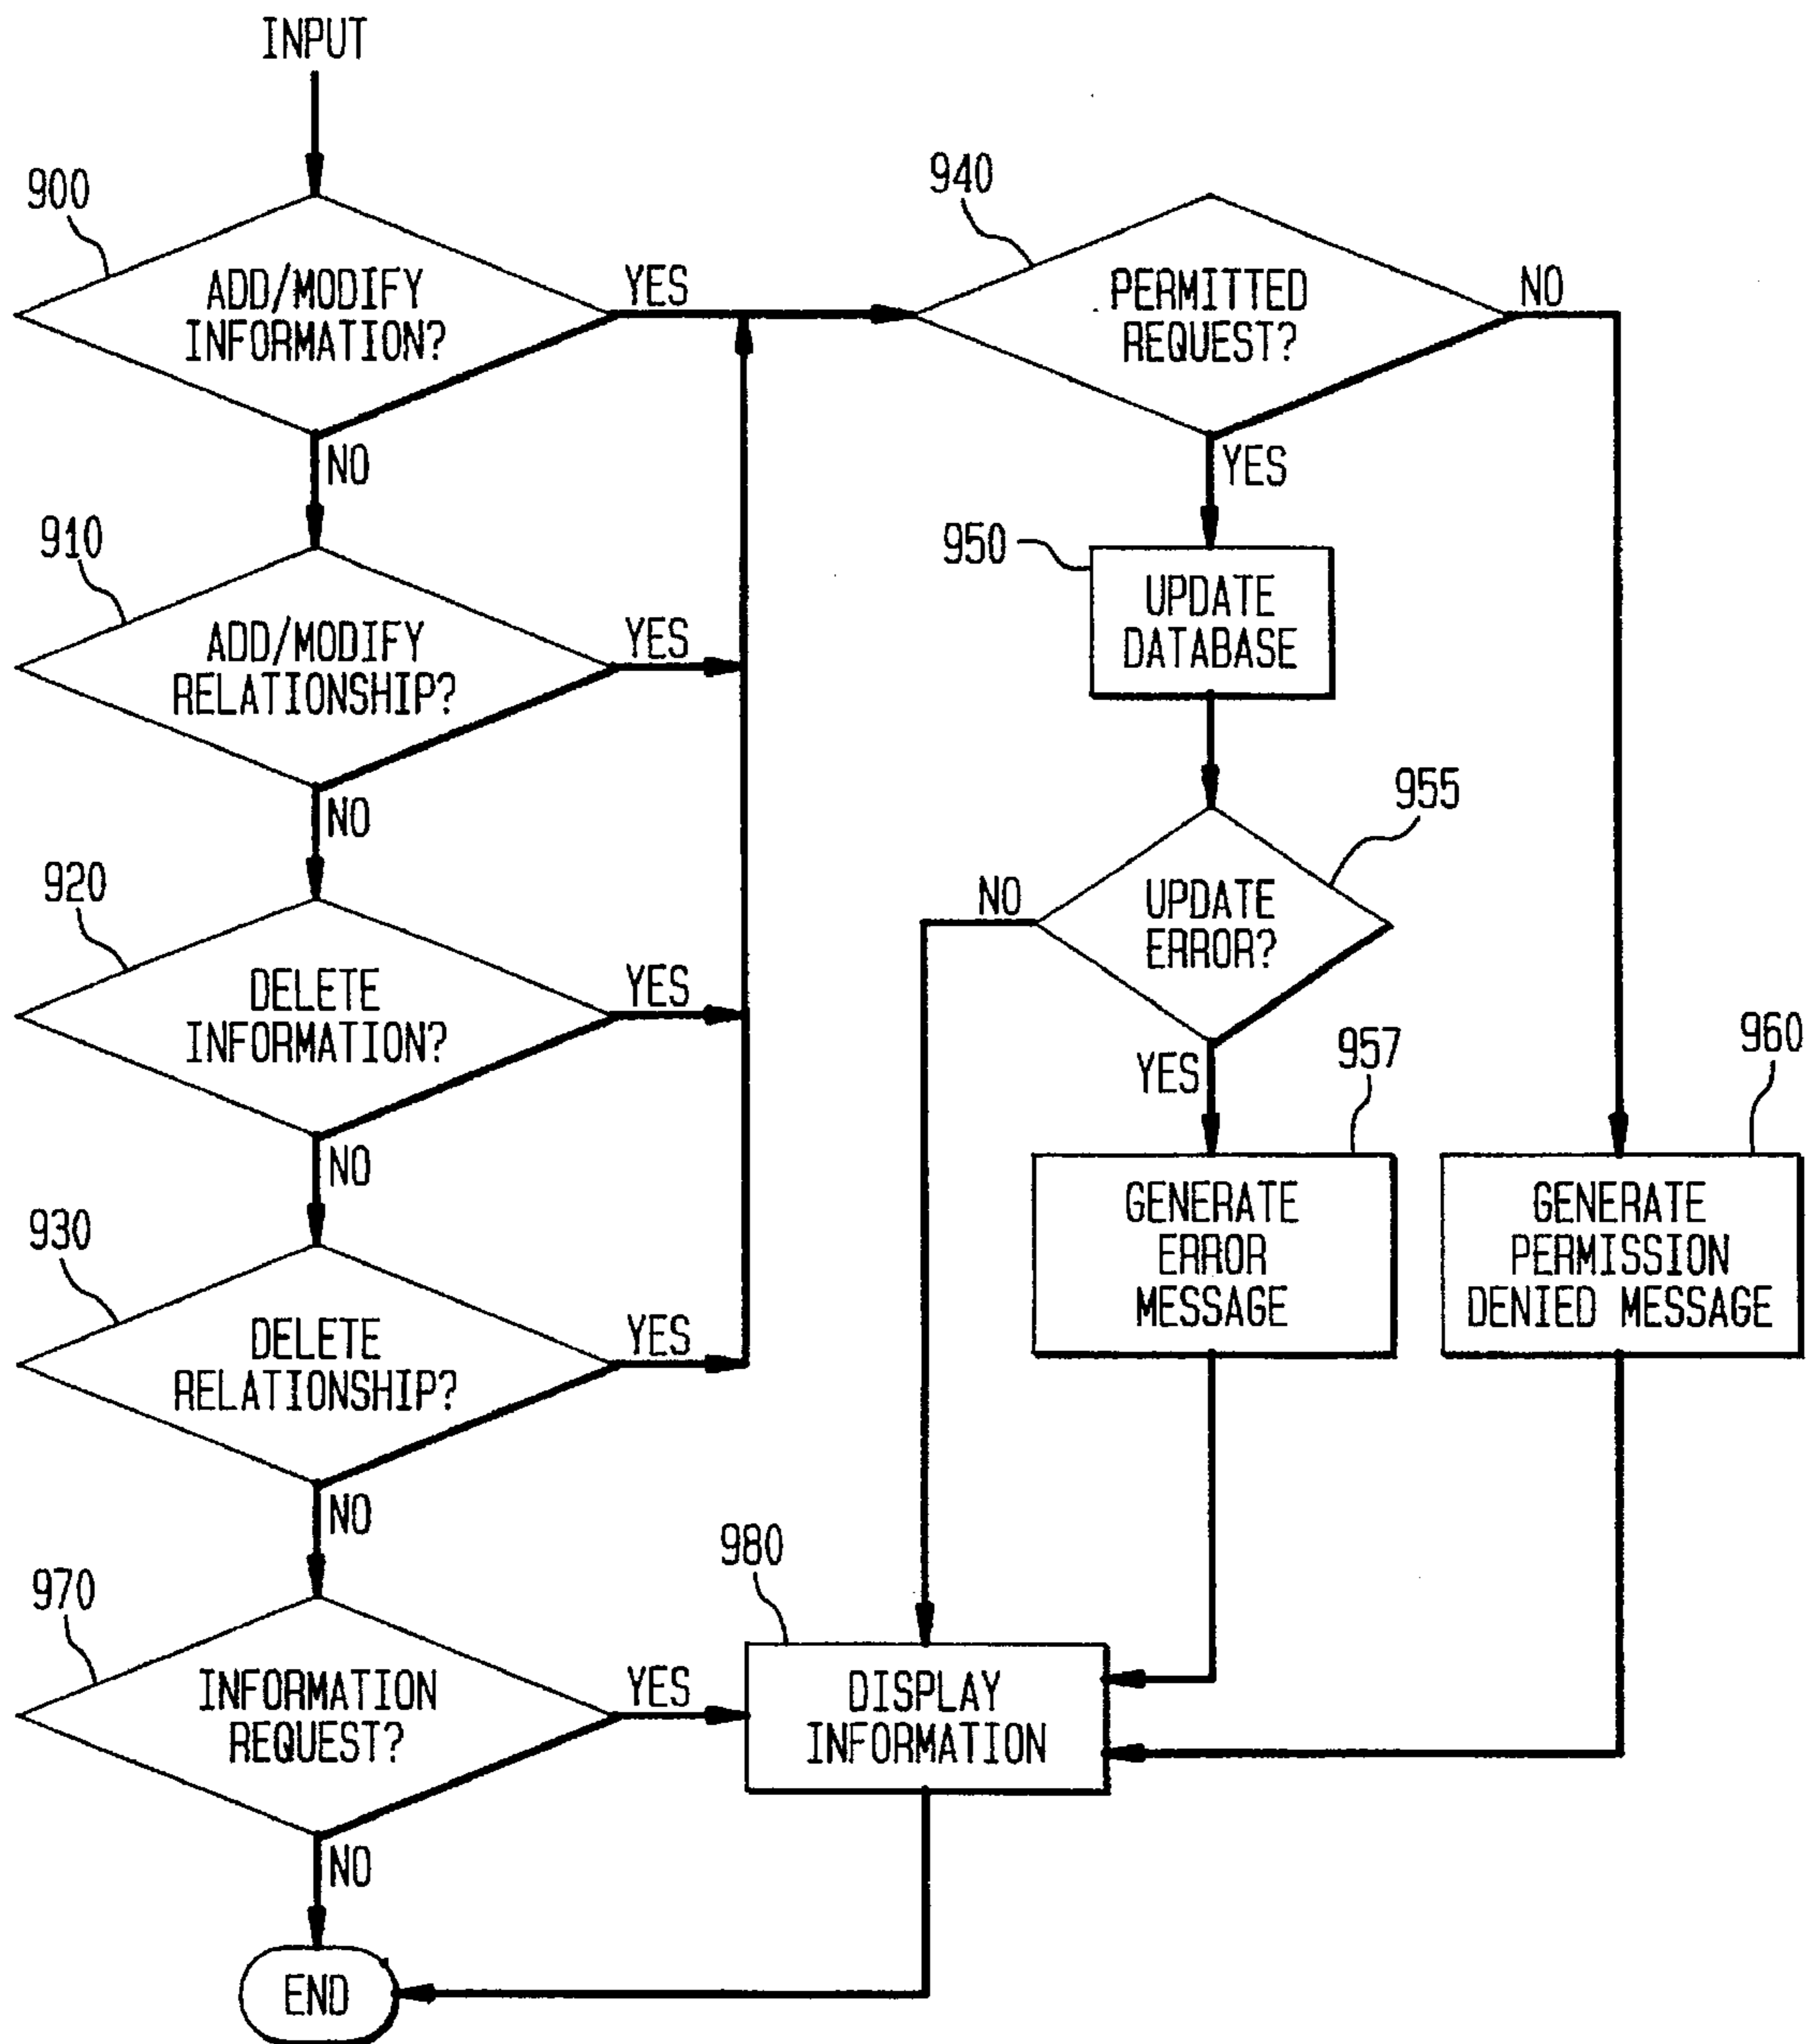 INPUT
900
ADD/MODIFY
INFORMATION?
YES
NO
910
ADD/MODIFY
RELATIONSHIP?
YES
NO
920
DELETE
INFORMATION?
YES
NO
930
DELETE
RELATIONSHIP?
YES
NO
970
INFORMATION
REQUEST?
YES
NO
END
940
PERMITTED
REQUEST?
NO
YES
950
UPDATE
DATABASE
955
UPDATE
ERROR?
NO
YES
957
GENERATE
ERROR
MESSAGE
960
GENERATE
PERMISSION
DENIED MESSAGE
980
DISPLAY
INFORMATION